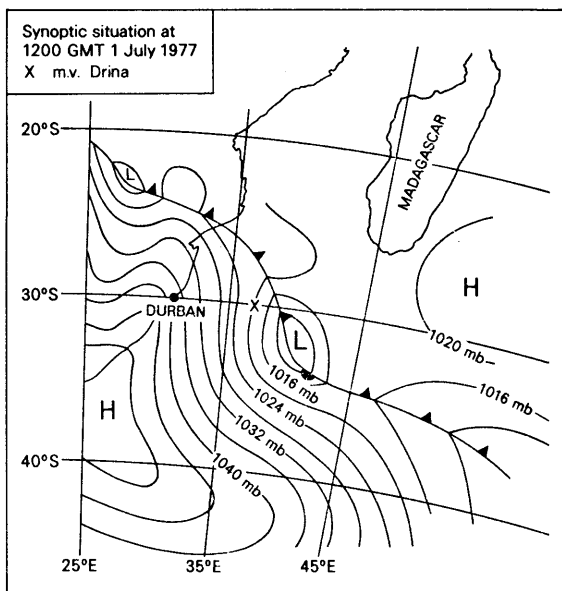 Synoptic situation at
1200 GMT 1 July 1977
X m.v. Drina
20°S
L
MADAGASCAR
30°S
X
H
DURBAN
L
1020 mb
H
1016 mb
1016 mb
1024 mb
1032 mb
40°S
1040 mb
25°E
35°E
45°E